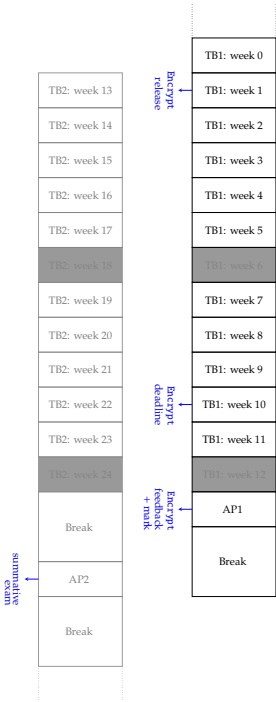 TB1: week 0
TB1: week 1
TB1: week 2
TB1: week 3
TB1: week 4
TB1: week 5
TB1: week 6
TB1: week 7
TB1: week 8
TB1: week 9
TB1: week 10
TB1: week 11
TB1: week 12
AP1
Break
Encrypt
release
Encrypt
deadline
Encrypt
feedback
+ mark
TB2: week 13
TB2: week 14
TB2: week 15
TB2: week 16
TB2: week 17
TB2: week 18
TB2: week 19
TB2: week 20
TB2: week 21
TB2: week 22
TB2: week 23
TB2: week 24
Break
AP2
Break
summative
exam